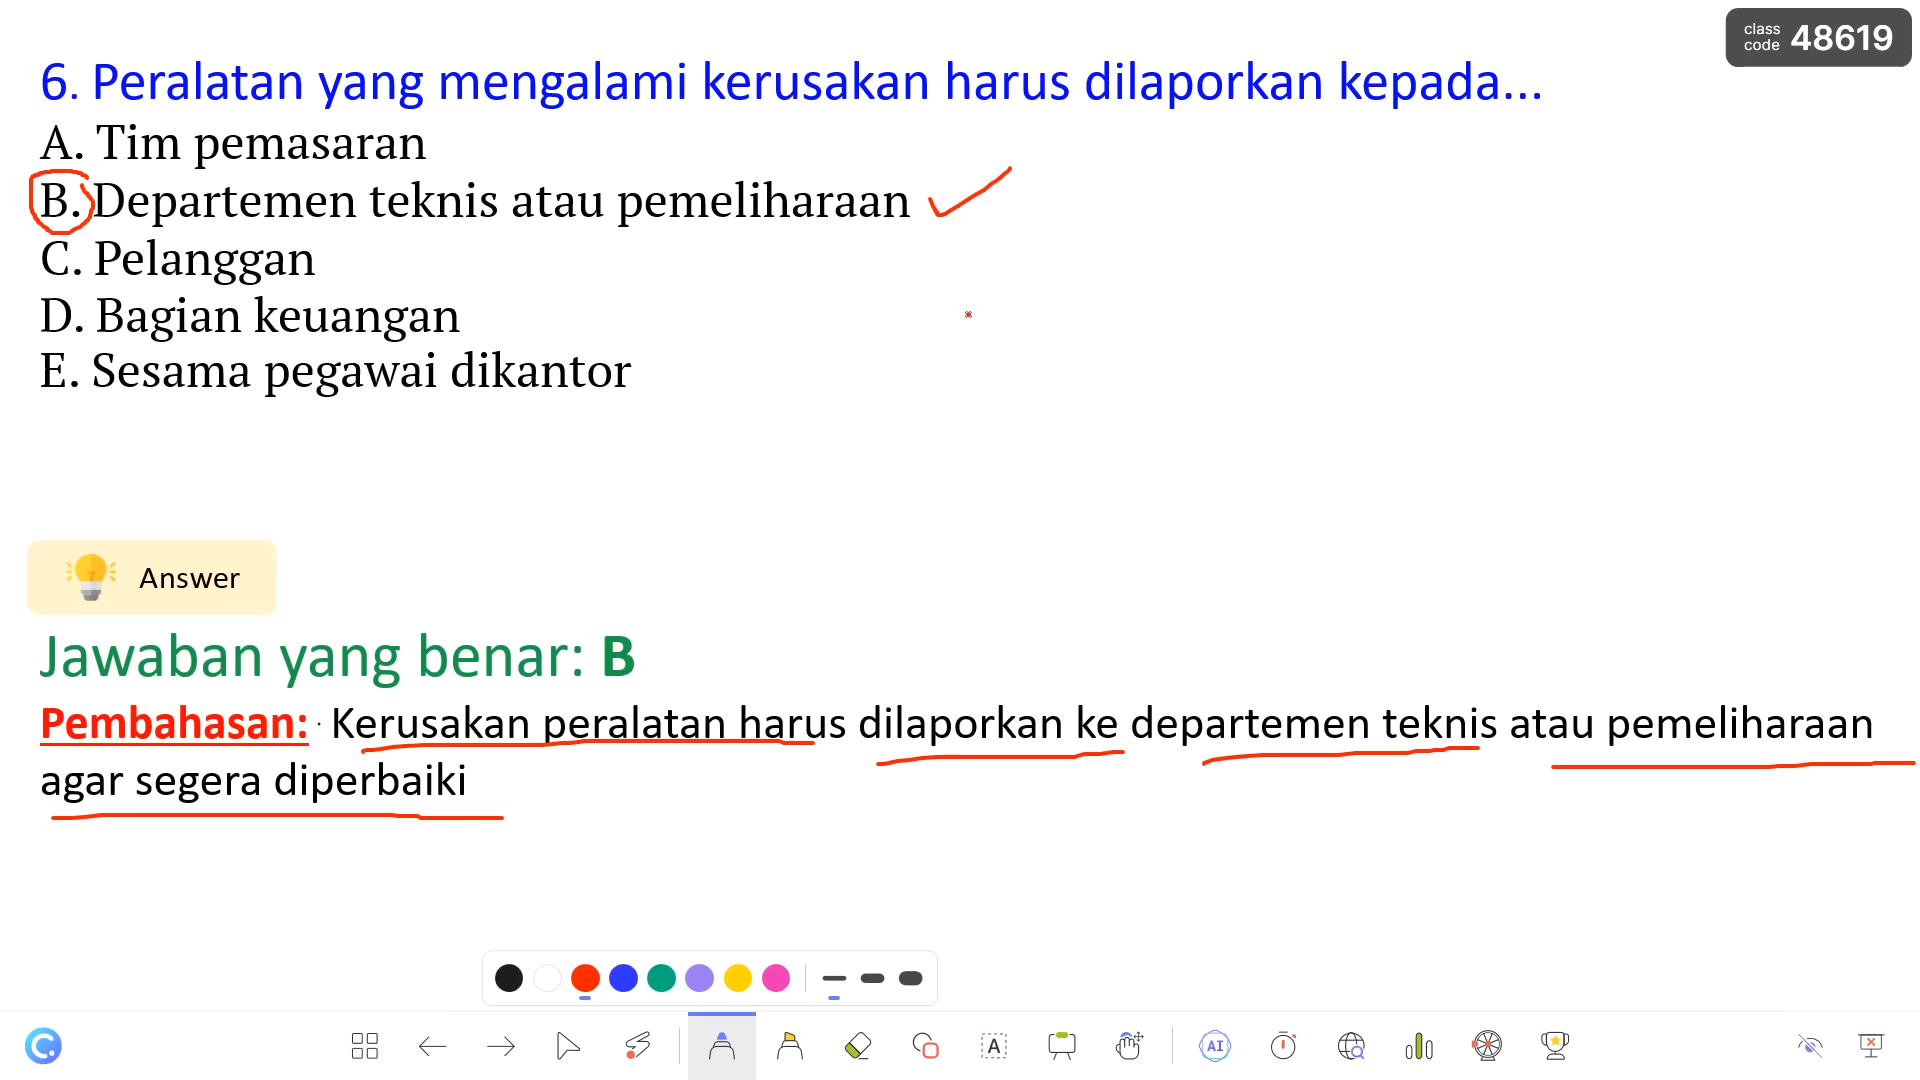 class
code 48619
6. Peralatan yang mengalami kerusakan harus dilaporkan kepada...
A. Tim pemasaran
B. Departemen teknis atau pemeliharaan
C. Pelanggan
D. Bagian keuangan
E. Sesama pegawai dikantor
Answer
Jawaban yang benar: B
Pembahasan: · Kerusakan peralatan harus dilaporkan ke departemen teknis atau pemeliharaan
agar segera diperbaiki
A
AI